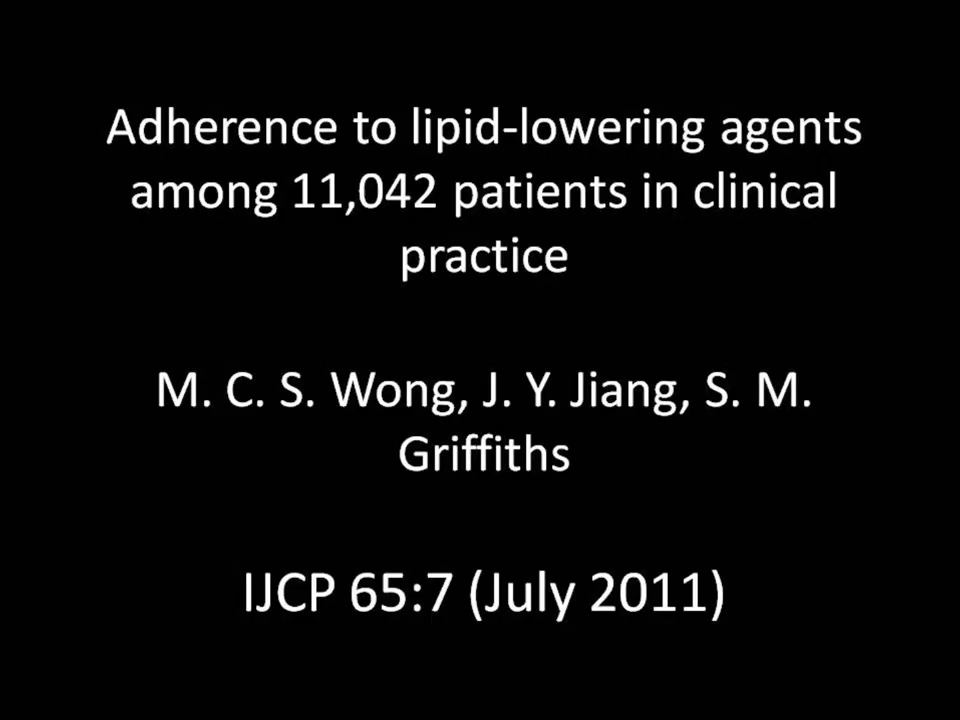 Adherence to lipid-lowering agents
among 11,042 patients in clinical
practice
M. C. S. Wong, J. Y. Jiang, S. M.
Griffiths
IJCP 65:7 (July 2011)